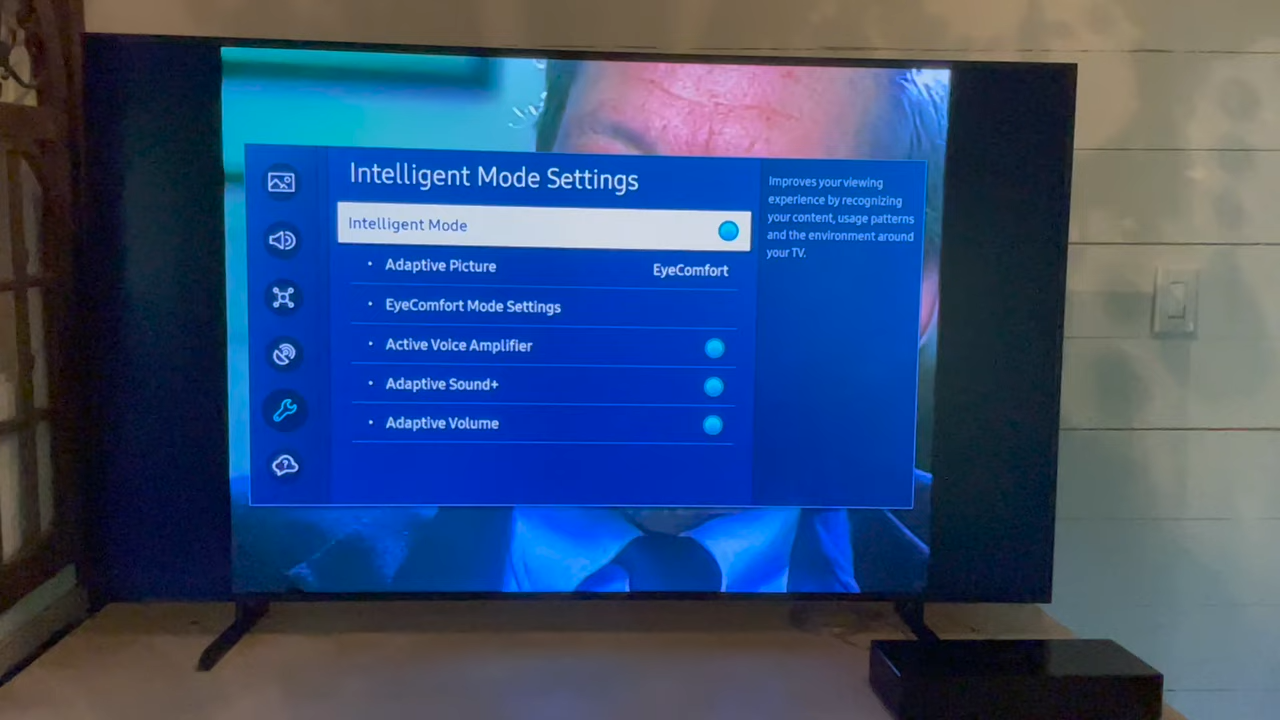 Intelligent Mode Settings
Intelligent Mode
• Adaptive Picture EyeComfort
• EyeComfort Mode Settings
• Active Voice Amplifier
• Adaptive Sound+
• Adaptive Volume
Improves your viewing
experience by recognizing
your content, usage patterns
and the environment around
your TV.